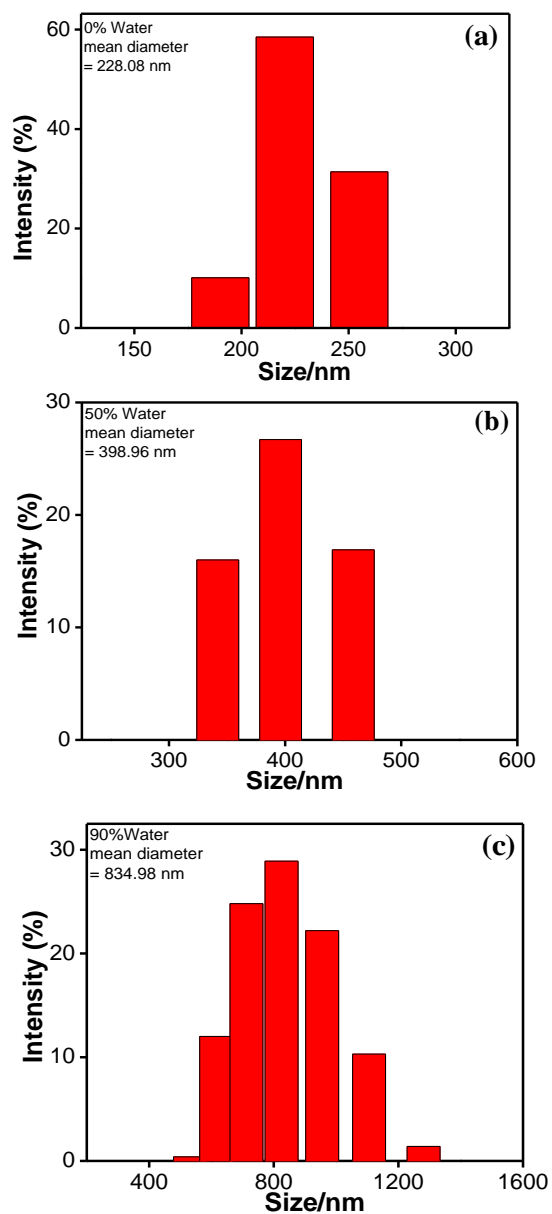 0% Water
mean diameter
= 228.08 nm
(a)
Intensity (%)
60
40
20
0
150 200 250 300
Size/nm
50% Water
mean diameter
= 398.96 nm
(b)
Intensity (%)
30
20
10
0
300 400 500 600
Size/nm
90%Water
mean diameter
= 834.98 nm
(c)
Intensity (%)
30
20
10
0
400 800 1200 1600
Size/nm